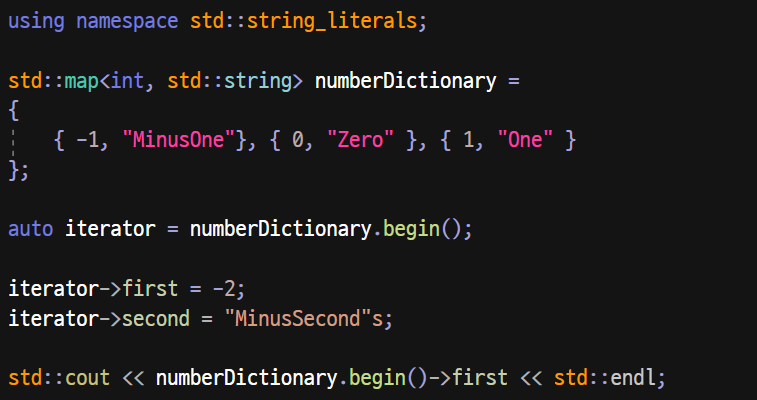 using namespace std::string_literals;
std::map<int, std::string> numberDictionary =
{
{ -1, "MinusOne"}, { 0, "Zero" }, { 1, "One" }
};
auto iterator = numberDictionary.begin();
iterator->first = -2;
iterator->second = "MinusSecond"s;
std::cout << numberDictionary.begin()->first << std::endl;